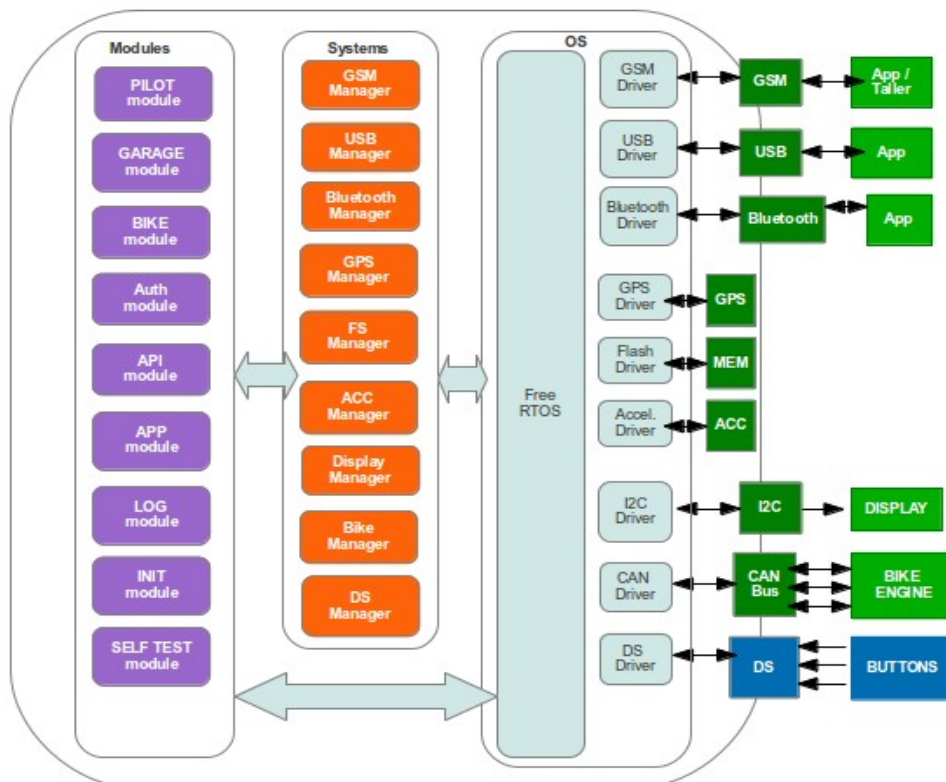 Modules
PILOT
module
GARAGE
module
BIKE
module
Auth
module
API
module
APP
module
LOG
module
INIT
module
SELF TEST
module
Systems
GSM
Manager
USB
Manager
Bluetooth
Manager
GPS
Manager
FS
Manager
ACC
Manager
Display
Manager
Bike
Manager
DS
Manager
OS
Free
RTOS
GSM
Driver
USB
Driver
Bluetooth
Driver
GPS
Driver
Flash
Driver
Accel.
Driver
I2C
Driver
CAN
Driver
DS
Driver
GSM
USB
Bluetooth
GPS
MEM
ACC
I2C
CAN
Bus
DS
App /
Taller
App
App
DISPLAY
BIKE
ENGINE
BUTTONS